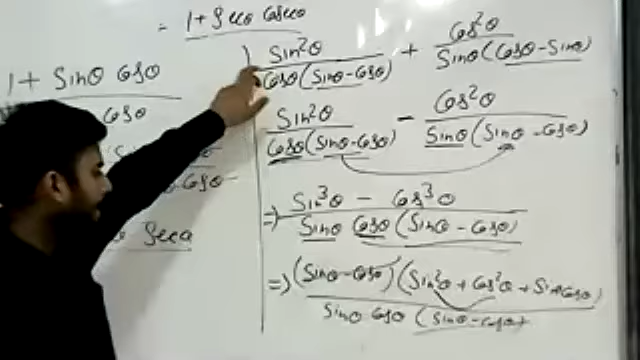 = 1 + Secθ Cosecθ
1 + Sinθ Cosθ
Cosθ
Secθ
Sin²θ / Cosθ (Sinθ - Cosθ) + Cos²θ / Sinθ (Cosθ - Sinθ)
Sin²θ / Cosθ (Sinθ - Cosθ) - Cos²θ / Sinθ (Sinθ - Cosθ)
=> Sin³θ - Cos³θ / Sinθ Cosθ (Sinθ - Cosθ)
=> (Sinθ - Cosθ) (Sin²θ + Cos²θ + Sinθ Cosθ) / Sinθ Cosθ (Sinθ - Cosθ)